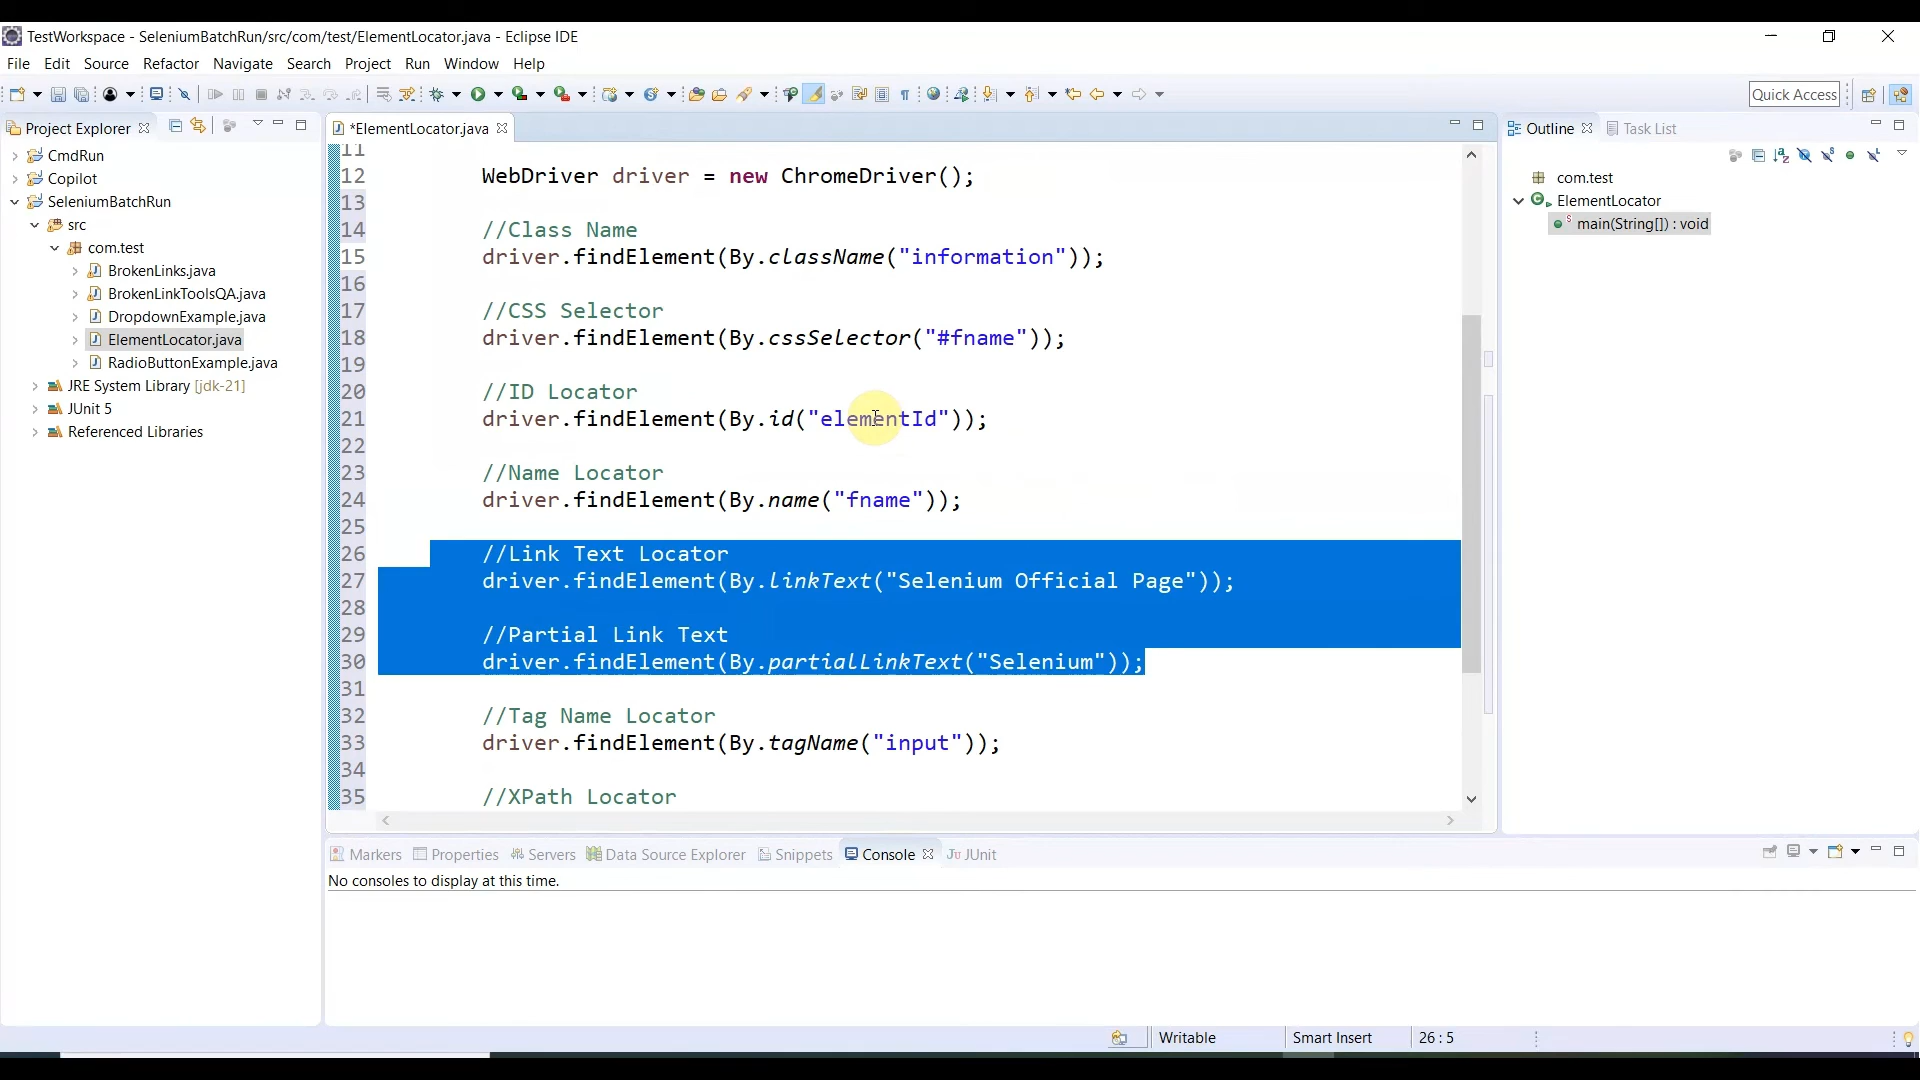 TestWorkspace - SeleniumBatchRun/src/com/test/ElementLocator.java - Eclipse IDE
File Edit Source Refactor Navigate Search Project Run Window Help
Quick Access
Project Explorer
CmdRun
Copilot
SeleniumBatchRun
src
com.test
BrokenLinks.java
BrokenLinkToolsQA.java
DropdownExample.java
ElementLocator.java
RadioButtonExample.java
JRE System Library [jdk-21]
JUnit 5
Referenced Libraries
*ElementLocator.java
11
12 WebDriver driver = new ChromeDriver();
13
14 //Class Name
15 driver.findElement(By.className("information"));
16
17 //CSS Selector
18 driver.findElement(By.cssSelector("#fname"));
19
20 //ID Locator
21 driver.findElement(By.id("elementId"));
22
23 //Name Locator
24 driver.findElement(By.name("fname"));
25
26 //Link Text Locator
27 driver.findElement(By.linkText("Selenium Official Page"));
28
29 //Partial Link Text
30 driver.findElement(By.partialLinkText("Selenium"));
31
32 //Tag Name Locator
33 driver.findElement(By.tagName("input"));
34
35 //XPath Locator
Outline Task List
com.test
ElementLocator
main(String[]) : void
Markers Properties Servers Data Source Explorer Snippets Console JUnit
No consoles to display at this time.
Writable Smart Insert 26 : 5